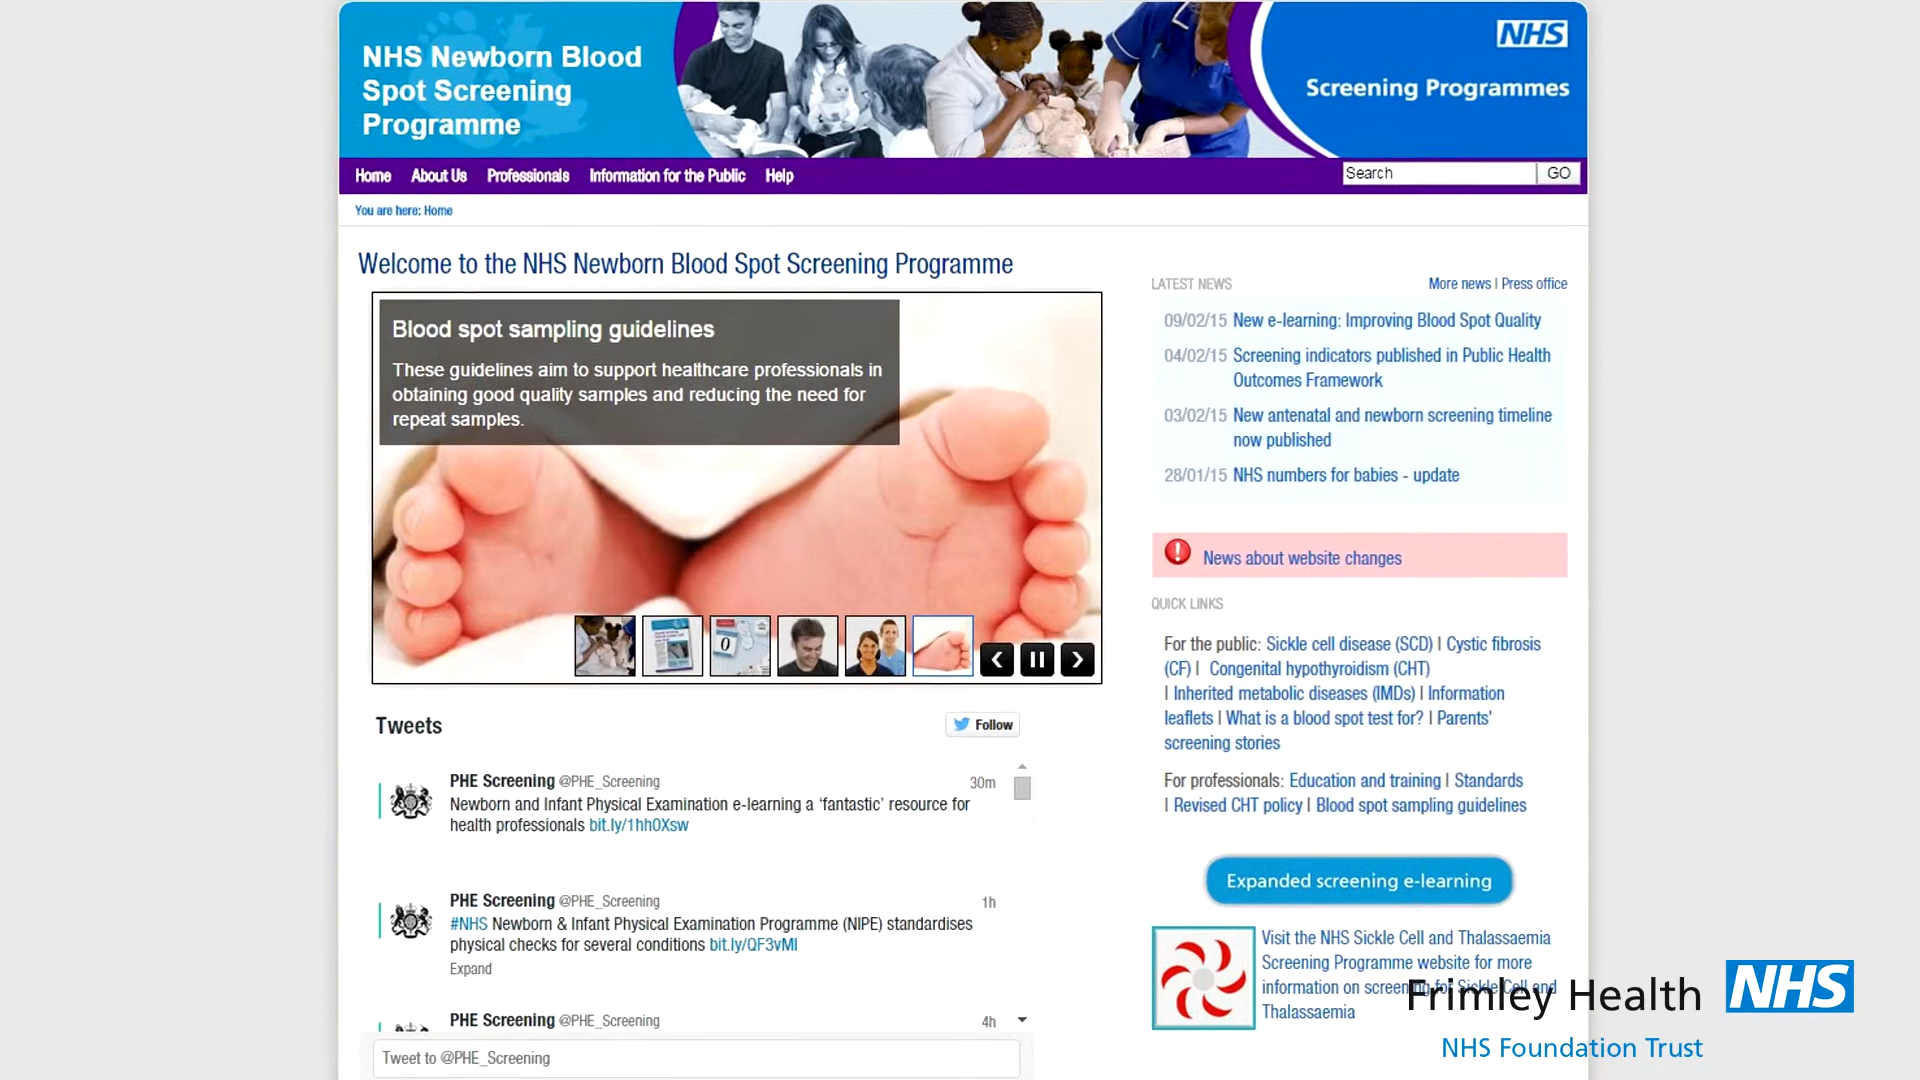 NHS Newborn Blood
Spot Screening
Programme
NHS
Screening Programmes
Home About Us Professionals Information for the Public Help
Search GO
You are here: Home
Welcome to the NHS Newborn Blood Spot Screening Programme
Blood spot sampling guidelines
These guidelines aim to support healthcare professionals in
obtaining good quality samples and reducing the need for
repeat samples.
0
Tweets
Follow
PHE Screening @PHE_Screening 30m
Newborn and Infant Physical Examination e-learning a ‘fantastic’ resource for
health professionals bit.ly/1hh0Xsw
PHE Screening @PHE_Screening 1h
#NHS Newborn & Infant Physical Examination Programme (NIPE) standardises
physical checks for several conditions bit.ly/QF3vMl
Expand
PHE Screening @PHE_Screening 4h
Tweet to @PHE_Screening
LATEST NEWS More news | Press office
09/02/15 New e-learning: Improving Blood Spot Quality
04/02/15 Screening indicators published in Public Health
Outcomes Framework
03/02/15 New antenatal and newborn screening timeline
now published
28/01/15 NHS numbers for babies - update
News about website changes
QUICK LINKS
For the public: Sickle cell disease (SCD) | Cystic fibrosis
(CF) | Congenital hypothyroidism (CHT)
| Inherited metabolic diseases (IMDs) | Information
leaflets | What is a blood spot test for? | Parents'
screening stories
For professionals: Education and training | Standards
| Revised CHT policy | Blood spot sampling guidelines
Expanded screening e-learning
Visit the NHS Sickle Cell and Thalassaemia
Screening Programme website for more
information on screening for Sickle Cell and
Thalassaemia
Frimley Health NHS
NHS Foundation Trust